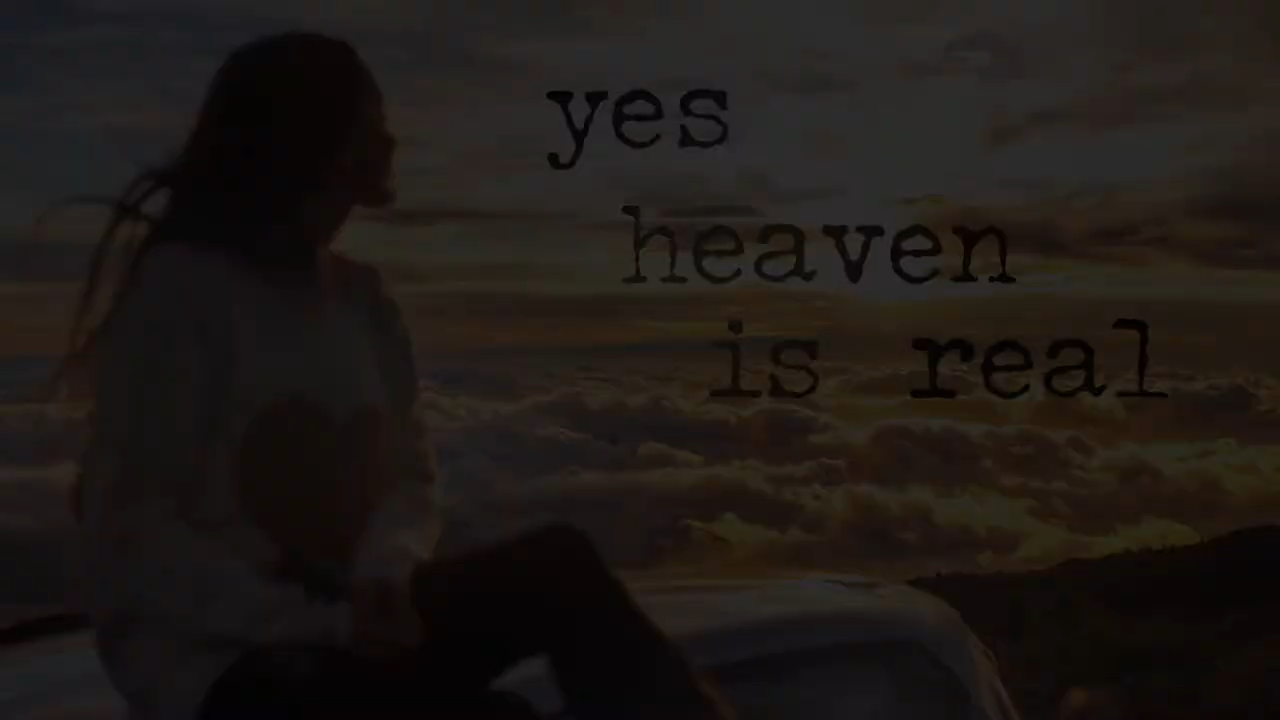 yes
heaven
is real